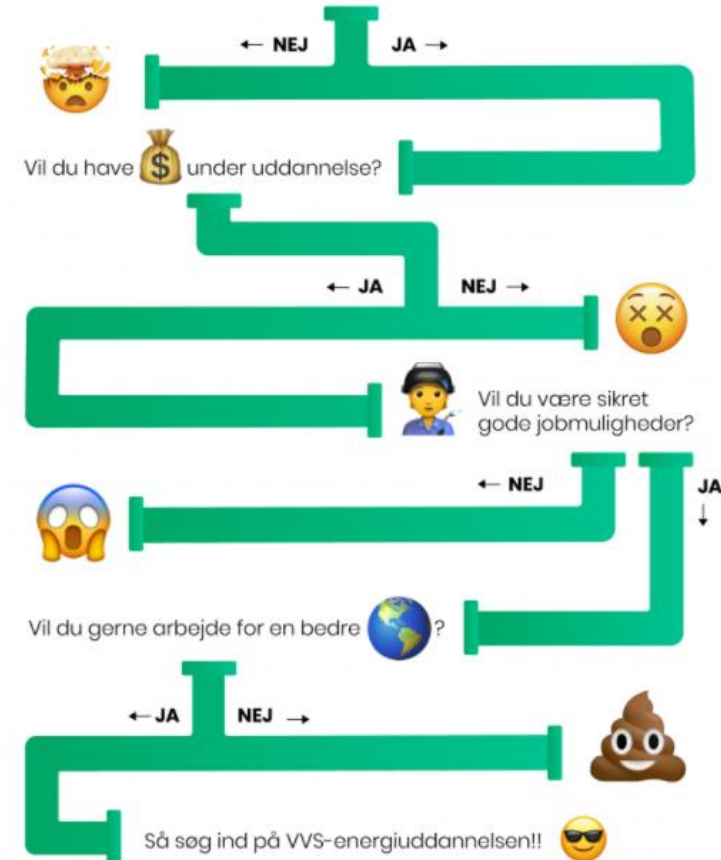 ← NEJ JA →
Vil du have $ under uddannelse?
← JA NEJ →
Vil du være sikret
gode jobmuligheder?
← NEJ JA
↓
Vil du gerne arbejde for en bedre ?
← JA NEJ →
Så søg ind på VVS-energiuddannelsen!!